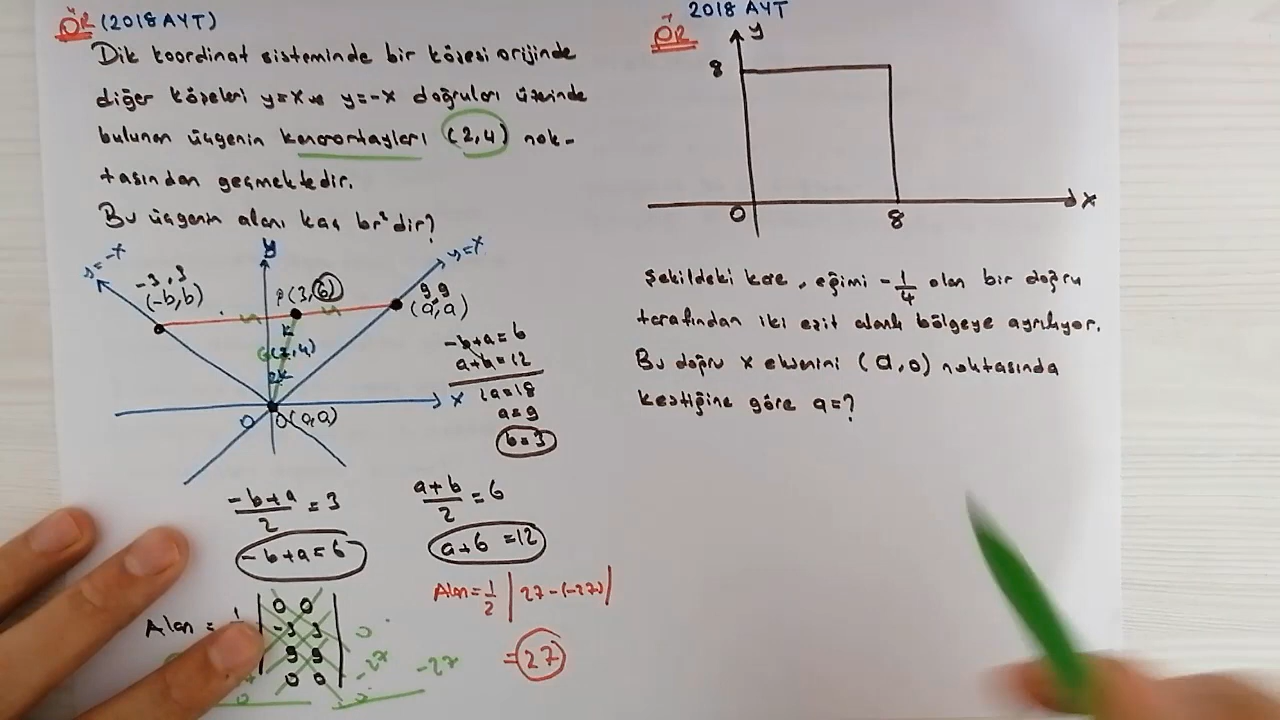 ÖR (2018 AYT)
Dik koordinat sisteminde bir köşesi orijinde
diğer köşeleri y=x ve y=-x doğruları üzerinde
bulunan üçgenin kenarortayları (2,4) nok-
tasından geçmektedir.
Bu üçgenin alanı kaç br² dir?
y=-x
y
y=x
-3,3
(-b,b)
P(3,6)
9,9
(a,a)
k
G(2,4)
2k
x
O
O(0,0)
-b+a=6
a+b=12
2a=18
a=9
b=3
-b+a/2 = 3
a+b/2 = 6
-b+a=6
a+b=12
Alan =
0 0
-3 3
9 9
0 0
0
-27
0
-27
0
Alan = 1/2 | 27-(-27) |
= 27
ÖR
2018 AYT
y
8
0
8
x
Şekildeki kare, eğimi -1/4 olan bir doğru
tarafından iki eşit alanlı bölgeye ayrılıyor.
Bu doğru x eksenini (a,0) noktasında
kestiğine göre a=?